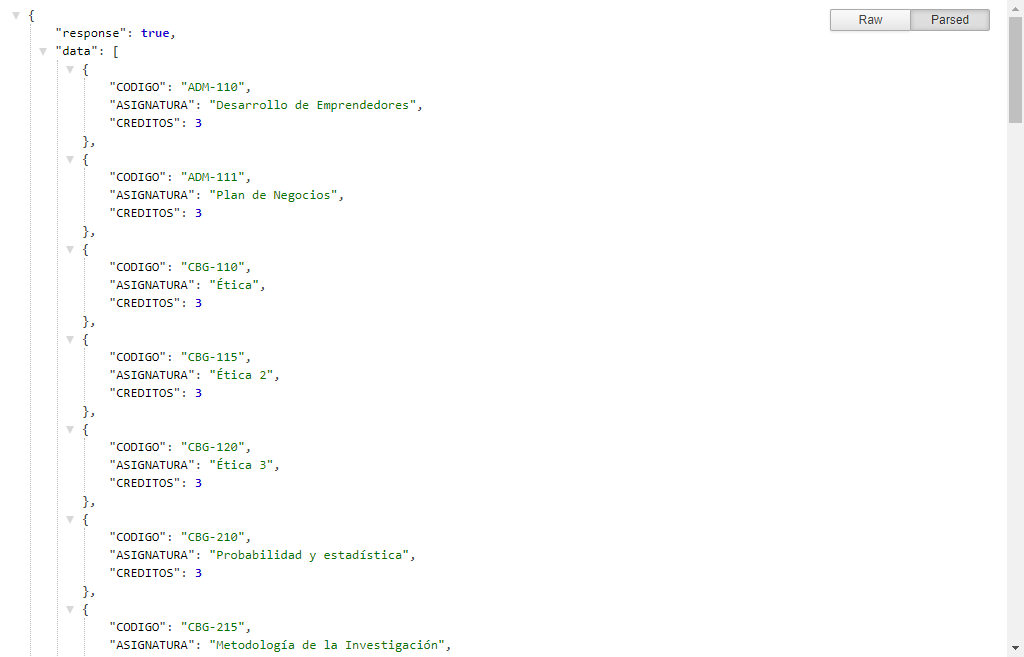 {
"response": true,
"data": [
{
"CODIGO": "ADM-110",
"ASIGNATURA": "Desarrollo de Emprendedores",
"CREDITOS": 3
},
{
"CODIGO": "ADM-111",
"ASIGNATURA": "Plan de Negocios",
"CREDITOS": 3
},
{
"CODIGO": "CBG-110",
"ASIGNATURA": "Ética",
"CREDITOS": 3
},
{
"CODIGO": "CBG-115",
"ASIGNATURA": "Ética 2",
"CREDITOS": 3
},
{
"CODIGO": "CBG-120",
"ASIGNATURA": "Ética 3",
"CREDITOS": 3
},
{
"CODIGO": "CBG-210",
"ASIGNATURA": "Probabilidad y estadística",
"CREDITOS": 3
},
{
"CODIGO": "CBG-215",
"ASIGNATURA": "Metodología de la Investigación",
Raw Parsed